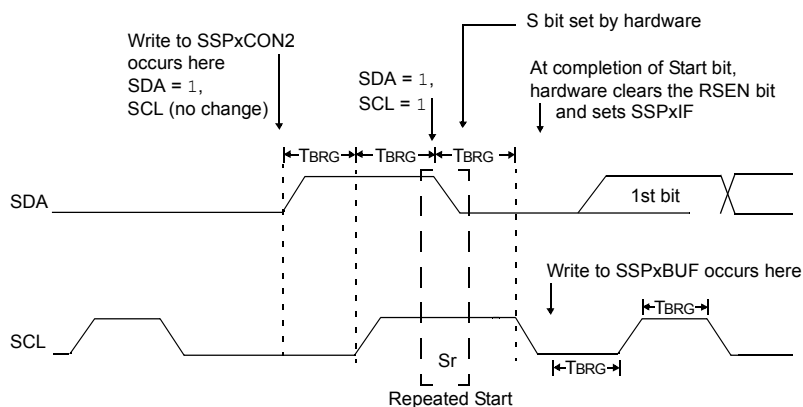 S bit set by hardware
Write to SSPxCON2
occurs here
SDA = 1,
SCL (no change)
SDA = 1,
SCL = 1
At completion of Start bit,
hardware clears the RSEN bit
and sets SSPxIF
TBRG
TBRG
TBRG
SDA
1st bit
Write to SSPxBUF occurs here
TBRG
SCL
Sr
TBRG
Repeated Start